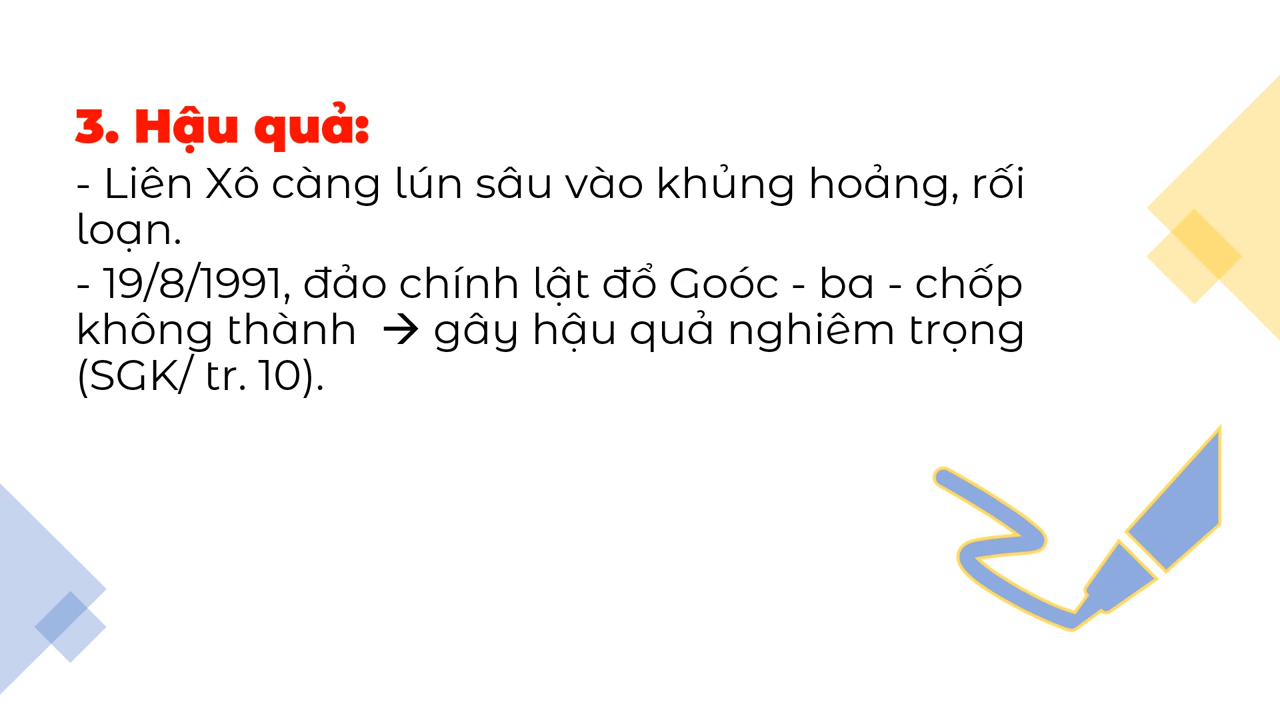 3. Hậu quả:
- Liên Xô càng lún sâu vào khủng hoảng, rối
loạn.
- 19/8/1991, đảo chính lật đổ Goóc - ba - chốp
không thành → gây hậu quả nghiêm trọng
(SGK/ tr. 10).